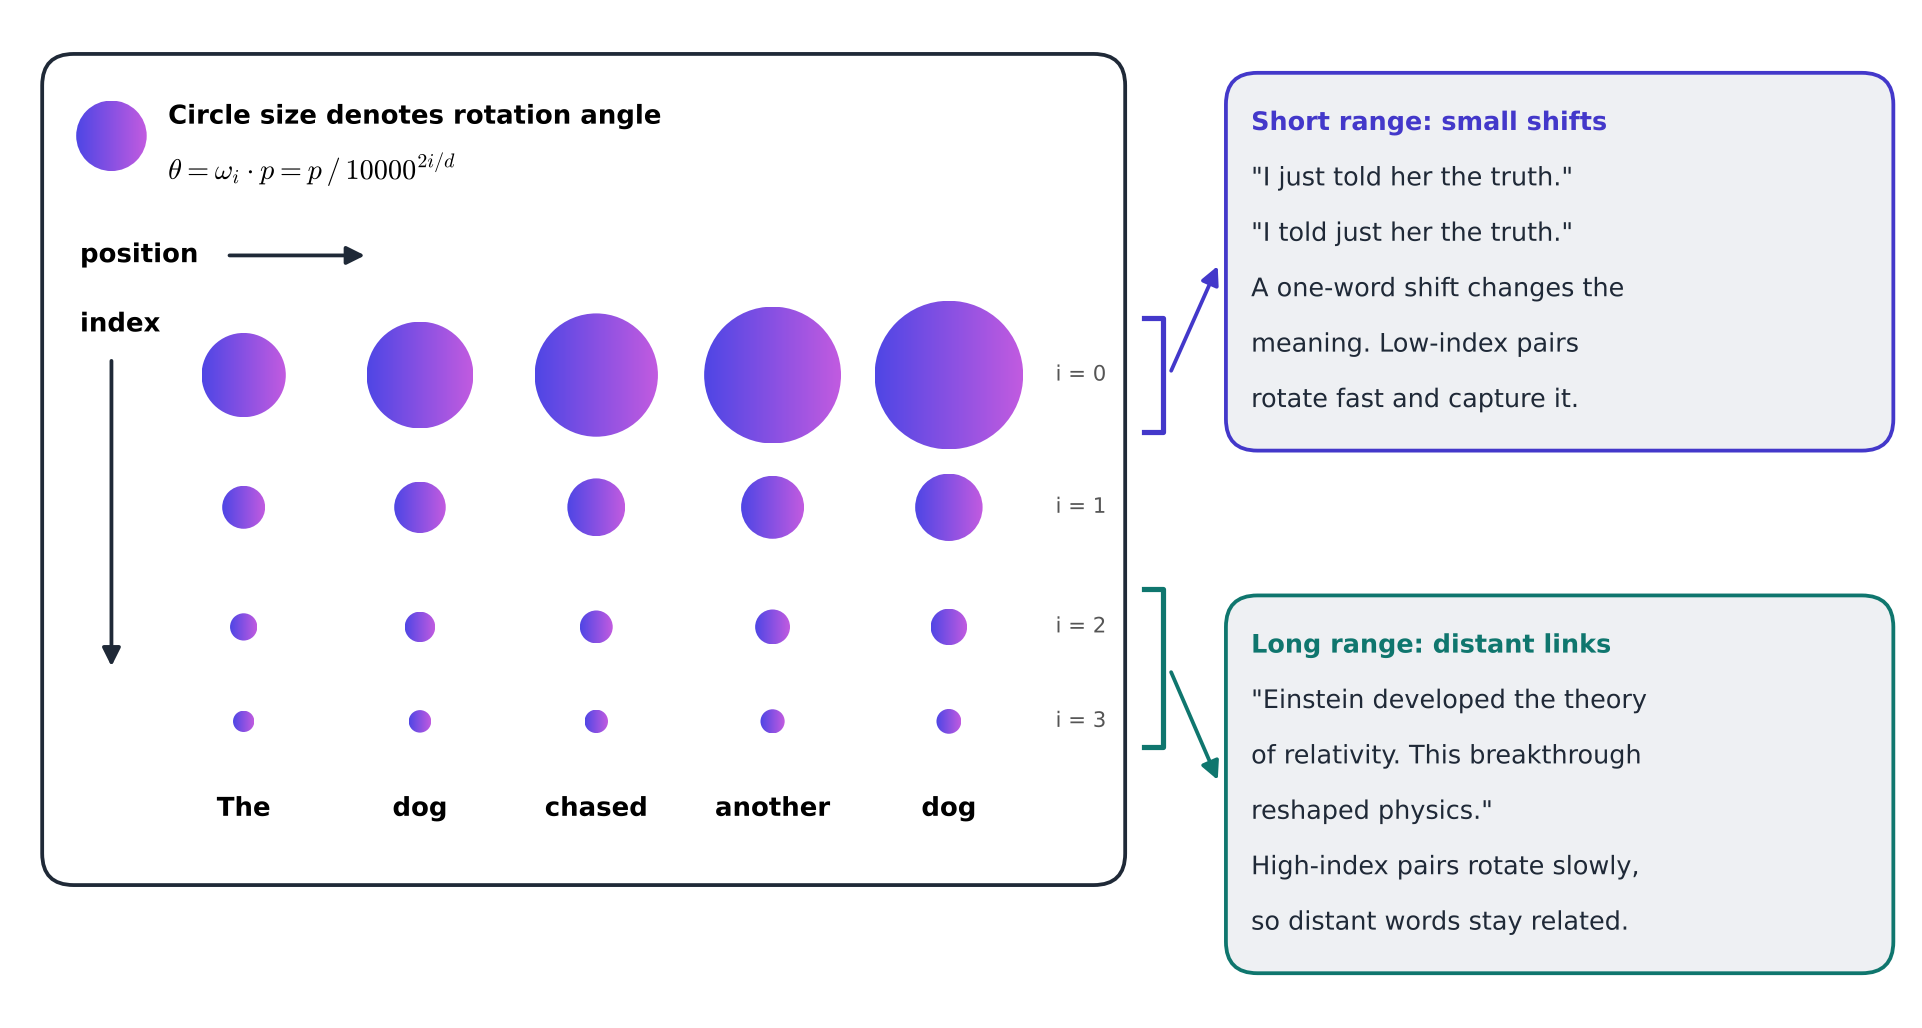 Circle size denotes rotation angle
θ = ω_i · p = p / 10000^{2i/d}
position
index
i = 0
i = 1
i = 2
i = 3
The dog chased another dog
Short range: small shifts
"I just told her the truth."
"I told just her the truth."
A one-word shift changes the
meaning. Low-index pairs
rotate fast and capture it.
Long range: distant links
"Einstein developed the theory
of relativity. This breakthrough
reshaped physics."
High-index pairs rotate slowly,
so distant words stay related.